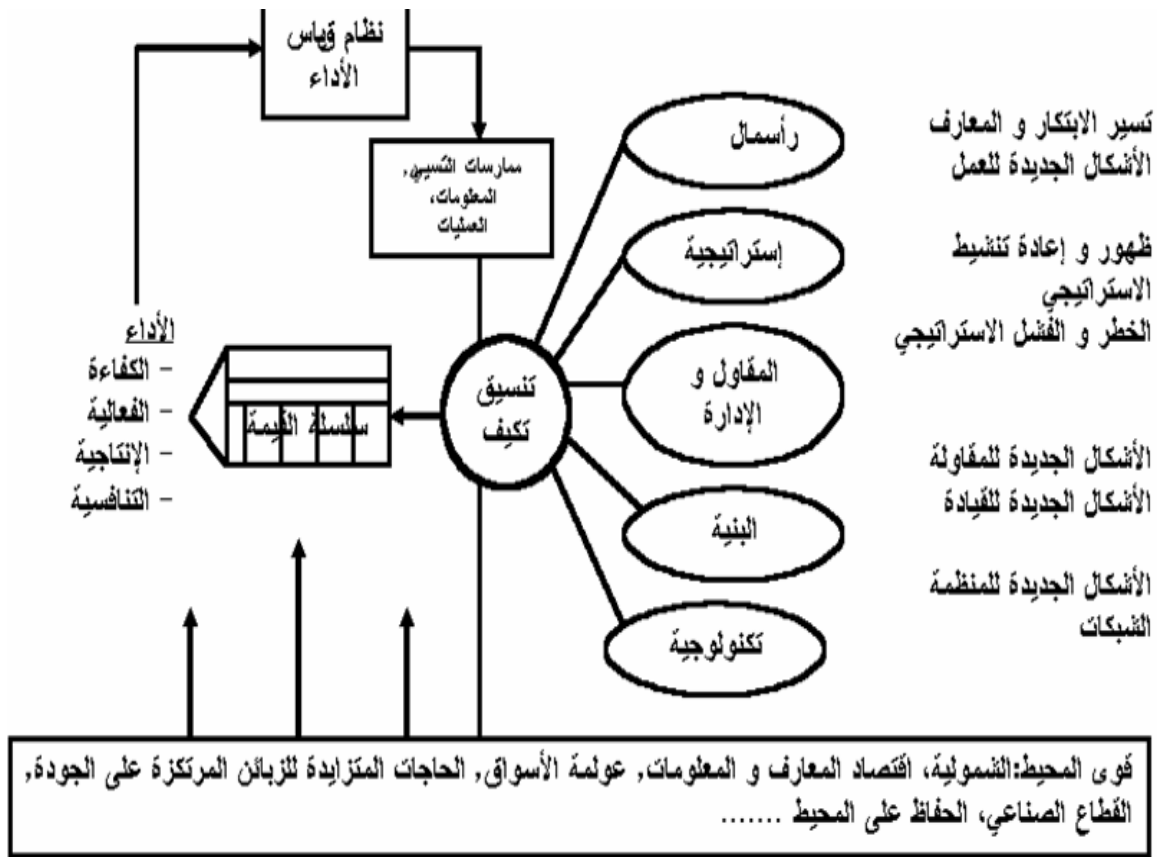 نظام قياس
الأداء
ممارسات التسيير,
المعلومات،
العمليات
رأسمال
تسير الابتكار و المعارف
الأشكال الجديدة للعمل
إستراتيجية
ظهور و إعادة تنشيط
الاستراتيجي
الخطر و الفشل الاستراتيجي
المقاول و
الإدارة
الأشكال الجديدة للمقاولة
الأشكال الجديدة للقيادة
البنية
الأشكال الجديدة للمنظمة
الشبكات
تكنولوجية
تنسيق
تكيف
سلسلة القيمة
الأداء
- الكفاءة
- الفعالية
- الإنتاجية
- التنافسية
قوى المحيط:الشمولية، اقتصاد المعارف و المعلومات, عولمة الأسواق, الحاجات المتزايدة للزبائن المرتكزة على الجودة,
القطاع الصناعي، الحفاظ على المحيط .......